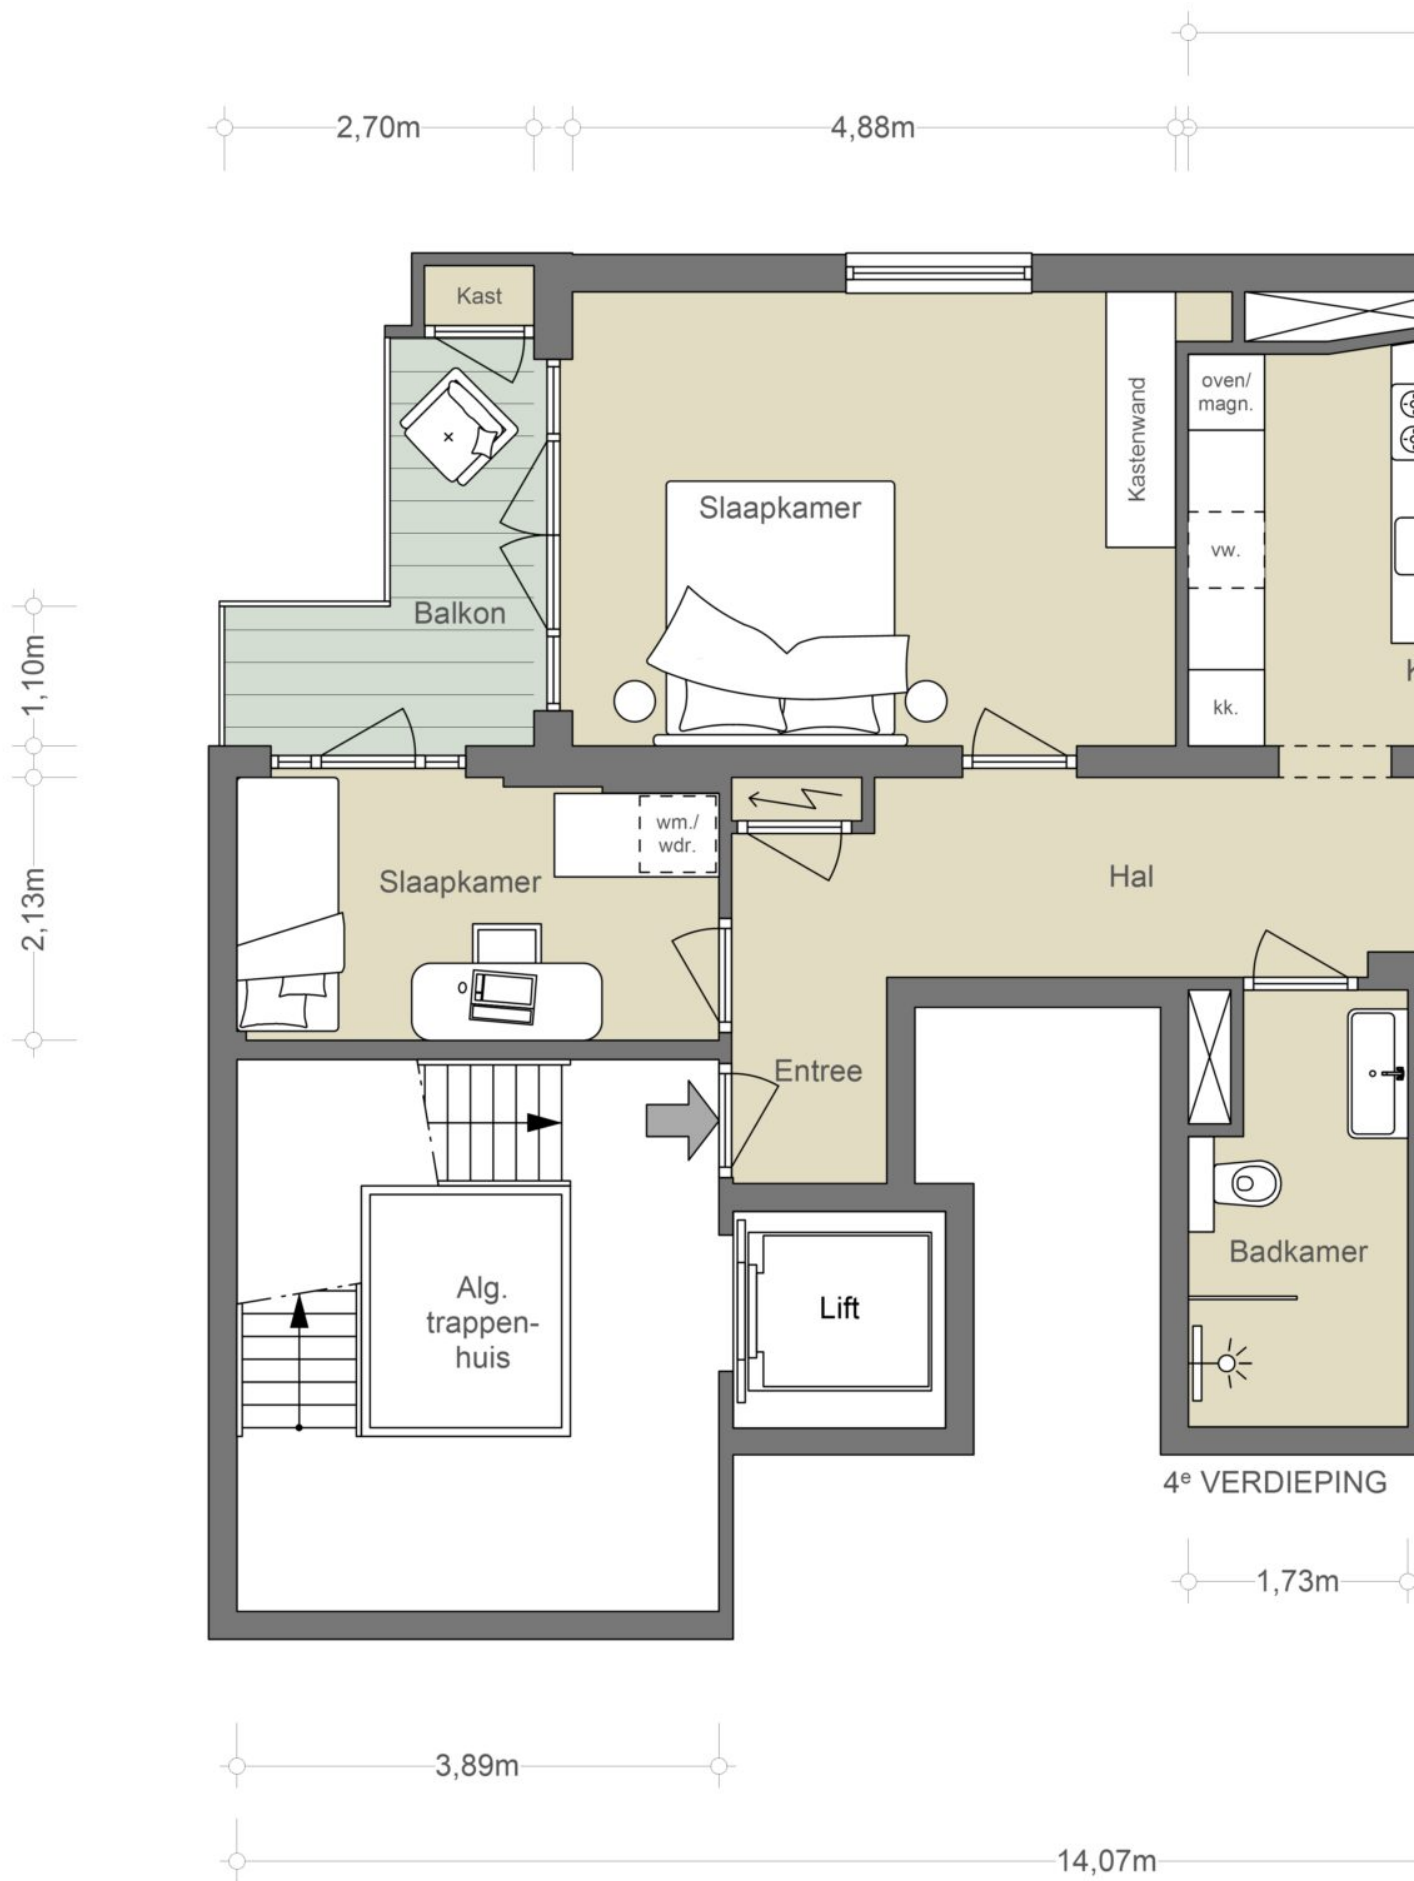 2,70m
4,88m
Kast
Kastenwand
oven/
magn.
Slaapkamer
vw.
Balkon
1,10m
kk.
wm./
wdr.
Slaapkamer
Hal
2,13m
Entree
Badkamer
Alg.
trappen-
huis
Lift
4e VERDIEPING
1,73m
3,89m
14,07m